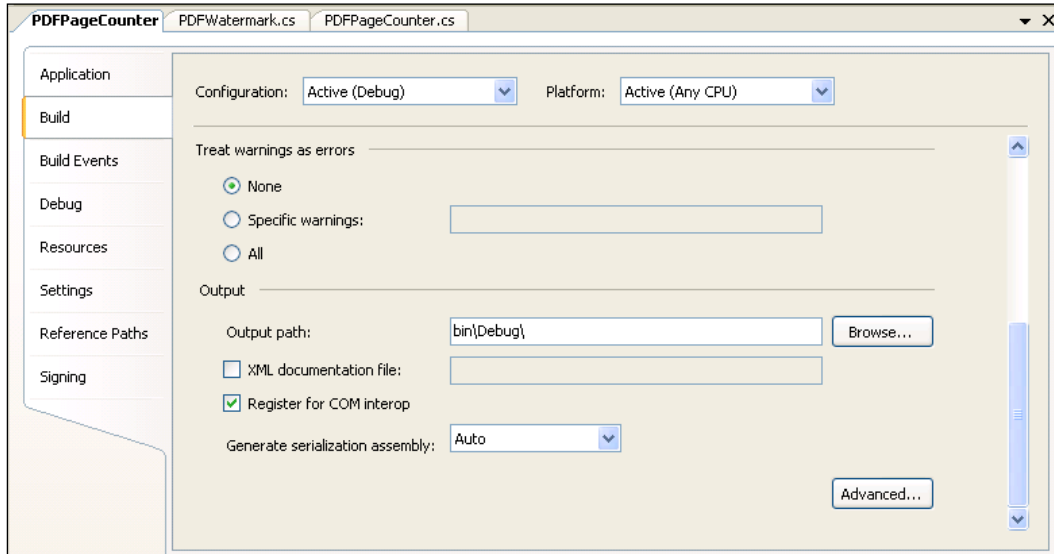 PDFPageCounter PDFWatermark.cs PDFPageCounter.cs
Application
Build
Build Events
Debug
Resources
Settings
Reference Paths
Signing
Configuration: Active (Debug) Platform: Active (Any CPU)
Treat warnings as errors
None
Specific warnings:
All
Output
Output path: bin\Debug\ Browse...
XML documentation file:
Register for COM interop
Generate serialization assembly: Auto
Advanced...